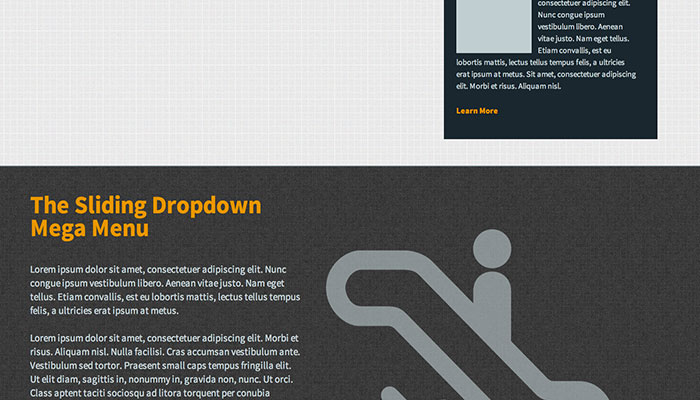 consectetuer adipiscing elit.
Nunc congue ipsum
vestibulum libero. Aenean
vitae justo. Nam eget tellus.
Etiam convallis, est eu
lobortis mattis, lectus tellus tempus felis, a ultricies
erat ipsum at metus. Sit amet, consectetuer adipiscing
elit. Morbi et risus. Aliquam nisl.
Learn More
The Sliding Dropdown
Mega Menu
Lorem ipsum dolor sit amet, consectetuer adipiscing elit. Nunc
congue ipsum vestibulum libero. Aenean vitae justo. Nam eget
tellus. Etiam convallis, est eu lobortis mattis, lectus tellus tempus
felis, a ultricies erat ipsum at metus.
Lorem ipsum dolor sit amet, consectetuer adipiscing elit. Morbi et
risus. Aliquam nisl. Nulla facilisi. Cras accumsan vestibulum ante.
Vestibulum sed tortor. Praesent small caps tempus fringilla elit.
Ut elit diam, sagittis in, nonummy in, gravida non, nunc. Ut orci.
Class aptent taciti sociosqu ad litora torquent per conubia